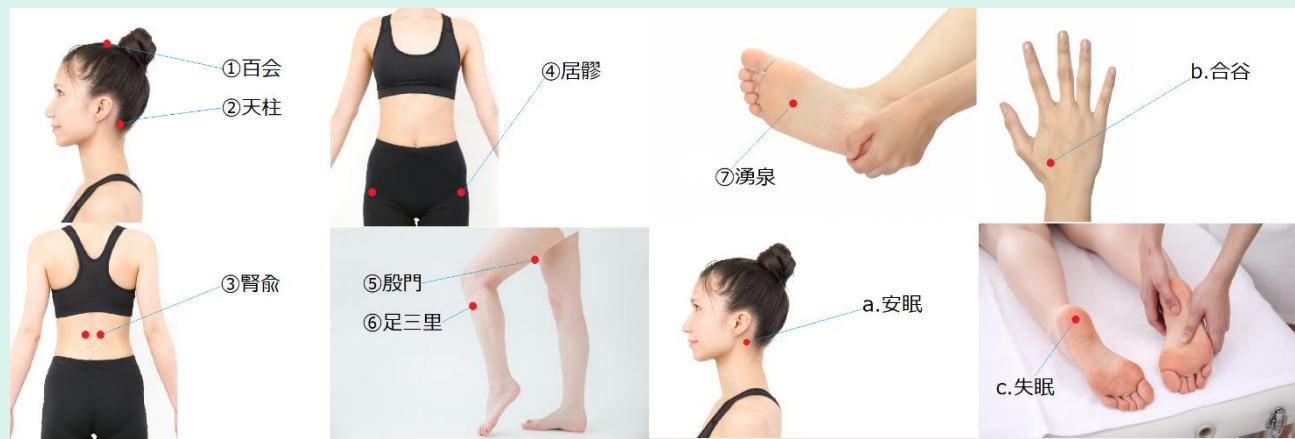 ①百会
②天柱
④居髎
⑦湧泉
b.合谷
③腎兪
⑤殷門
⑥足三里
a.安眠
c.失眠